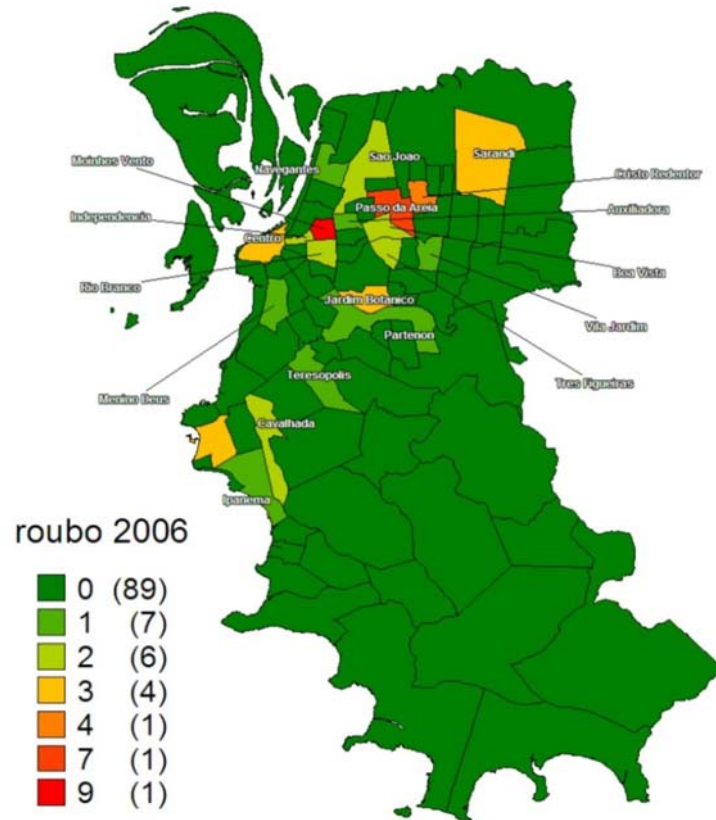 Moinhos Vento
Navegantes
Sao Joao
Sarandi
Cristo Redentor
Independencia
Passo da Areia
Auxiliadora
Centro
Rio Branco
Boa Vista
Jardim Botanico
Vila Jardim
Partenon
Menino Deus
Teresopolis
Tres Figueiras
Cavalhada
Ipanema
roubo 2006
0 (89)
1 (7)
2 (6)
3 (4)
4 (1)
7 (1)
9 (1)